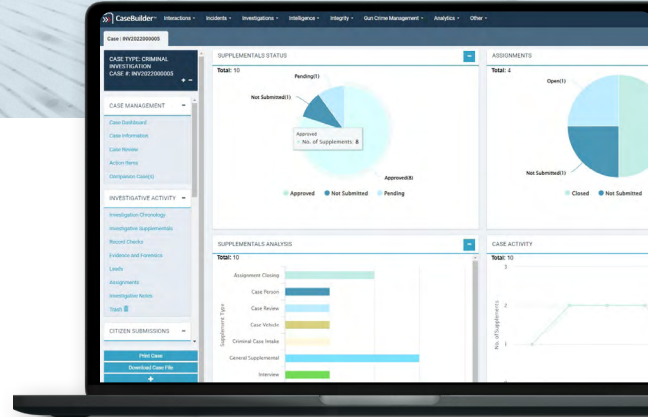 CaseBuilder™ Interactions Incidents Investigations Intelligence Integrity Gun Crime Management Analytics Other
Case : INV2022000005
CASE TYPE: CRIMINAL
INVESTIGATION
CASE #: INV2022000005
+ −
CASE MANAGEMENT −
Case Dashboard
Case Information
Case Review
Action Items
Companion Case(s)
INVESTIGATIVE ACTIVITY −
Investigation Chronology
Investigative Supplementals
Record Checks
Evidence and Forensics
Leads
Assignments
Investigative Notes
Trash
CITIZEN SUBMISSIONS −
Print Case
Download Case File
+
SUPPLEMENTALS STATUS −
Total: 10
Pending(1)
Not Submitted(1)
Approved
No. of Supplements: 8
Approved(8)
Approved Not Submitted Pending
ASSIGNMENTS
Total: 4
Open(1)
Not Submitted(1)
Closed Not Submitted
SUPPLEMENTALS ANALYSIS −
Total: 10
Supplement Type
Assignment Closing
Case Person
Case Review
Case Vehicle
Criminal Case Intake
General Supplemental
Interview
CASE ACTIVITY
Total: 10
No. of Supplements
3
2
1